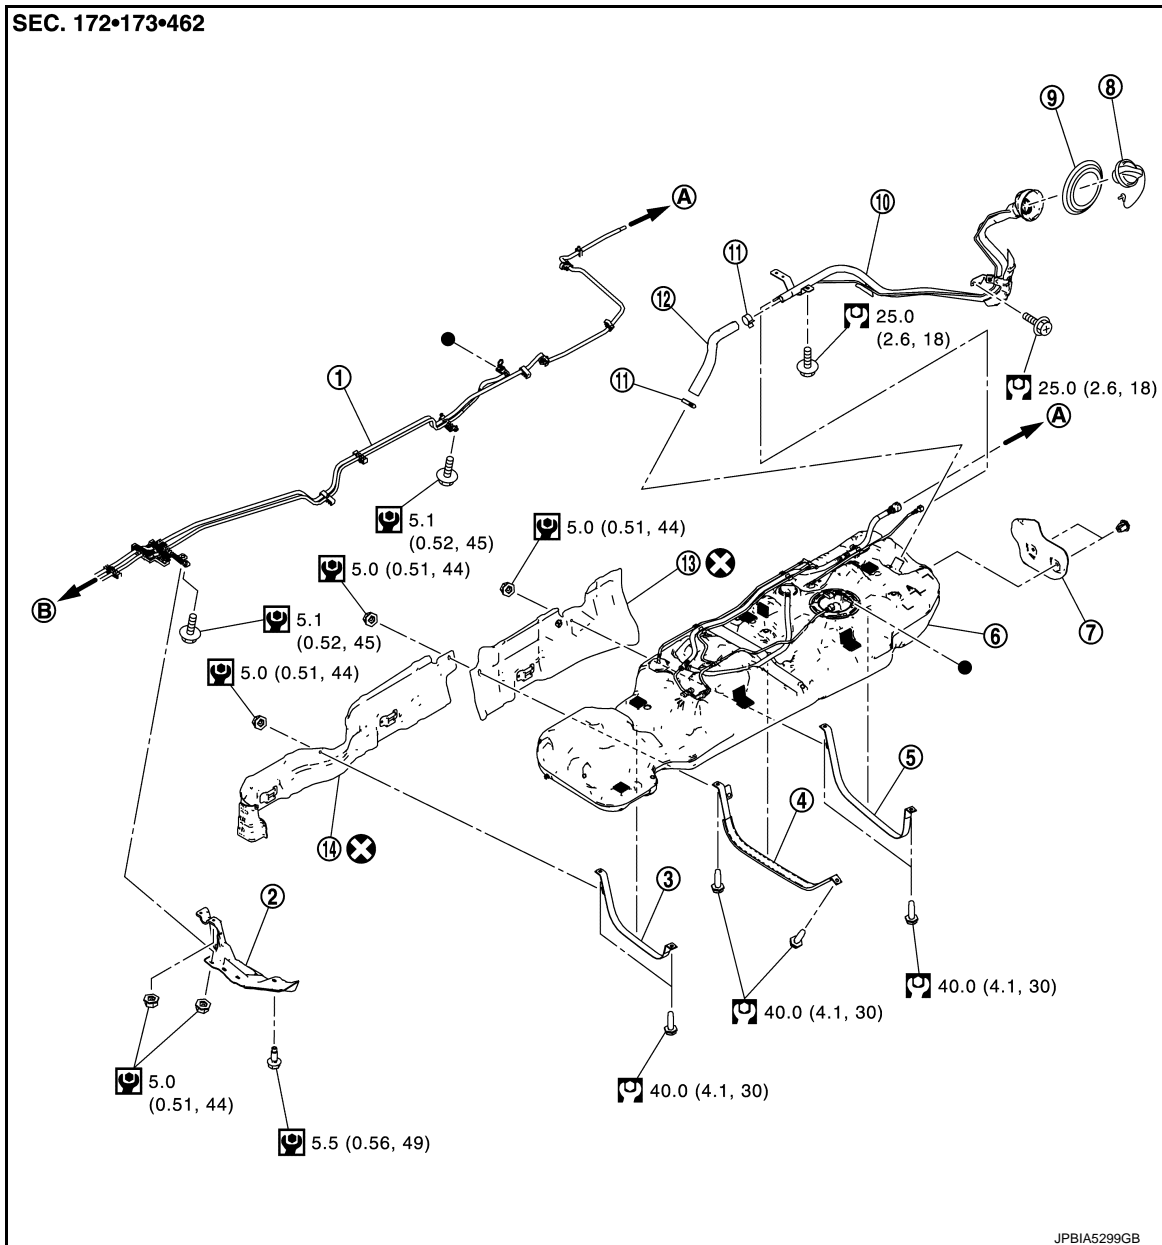 SEC. 172•173•462
8
9
A
10
11
12
25.0
(2.6, 18)
11
1
25.0 (2.6, 18)
A
5.1
(0.52, 45)
5.0 (0.51, 44)
13
5.0 (0.51, 44)
B
5.1
(0.52, 45)
7
6
5.0 (0.51, 44)
5
4
14
3
2
40.0 (4.1, 30)
40.0 (4.1, 30)
5.0
(0.51, 44)
40.0 (4.1, 30)
5.5 (0.56, 49)
JPBIA5299GB